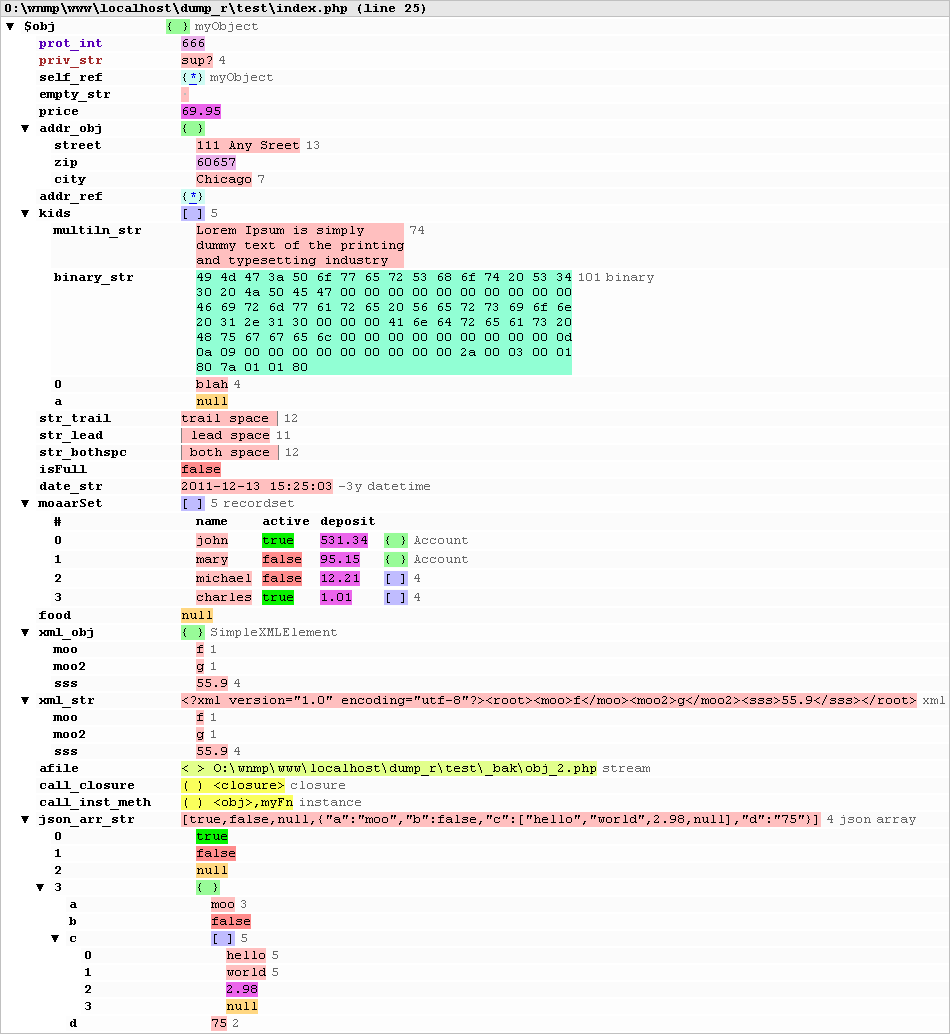 O:\wnmp\www\localhost\dump_r\test\index.php (line 25)
▼ $obj { } myObject
prot_int 666
priv_str sup? 4
self_ref {*} myObject
empty_str
price 69.95
▼ addr_obj { }
street 111 Any Sreet 13
zip 60657
city Chicago 7
addr_ref {*}
▼ kids [ ] 5
multiln_str Lorem Ipsum is simply 74
dummy text of the printing
and typesetting industry
binary_str 49 4d 47 3a 50 6f 77 65 72 53 68 6f 74 20 53 34 101 binary
30 20 4a 50 45 47 00 00 00 00 00 00 00 00 00 00
46 69 72 6d 77 61 72 65 20 56 65 72 73 69 6f 6e
20 31 2e 31 30 00 00 00 41 6e 64 72 65 61 73 20
48 75 67 67 65 6c 00 00 00 00 00 00 00 00 00 0d
0a 09 00 00 00 00 00 00 00 00 00 2a 00 03 00 01
80 7a 01 01 80
0 blah 4
a null
str_trail trail space 12
str_lead lead space 11
str_bothspc both space 12
isFull false
date_str 2011-12-13 15:25:03 -3y datetime
▼ moaarSet [ ] 5 recordset
# name active deposit
0 john true 531.34 { } Account
1 mary false 95.15 { } Account
2 michael false 12.21 [ ] 4
3 charles true 1.01 [ ] 4
food null
▼ xml_obj { } SimpleXMLElement
moo f 1
moo2 g 1
sss 55.9 4
▼ xml_str <?xml version="1.0" encoding="utf-8"?><root><moo>f</moo><moo2>g</moo2><sss>55.9</sss></root> xml
moo f 1
moo2 g 1
sss 55.9 4
afile < > O:\wnmp\www\localhost\dump_r\test\_bak\obj_2.php stream
call_closure ( ) <closure> closure
call_inst_meth ( ) <obj>,myFn instance
▼ json_arr_str [true,false,null,{"a":"moo","b":false,"c":["hello","world",2.98,null],"d":"75"}] 4 json array
0 true
1 false
2 null
▼ 3 { }
a moo 3
b false
▼ c [ ] 5
0 hello 5
1 world 5
2 2.98
3 null
d 75 2